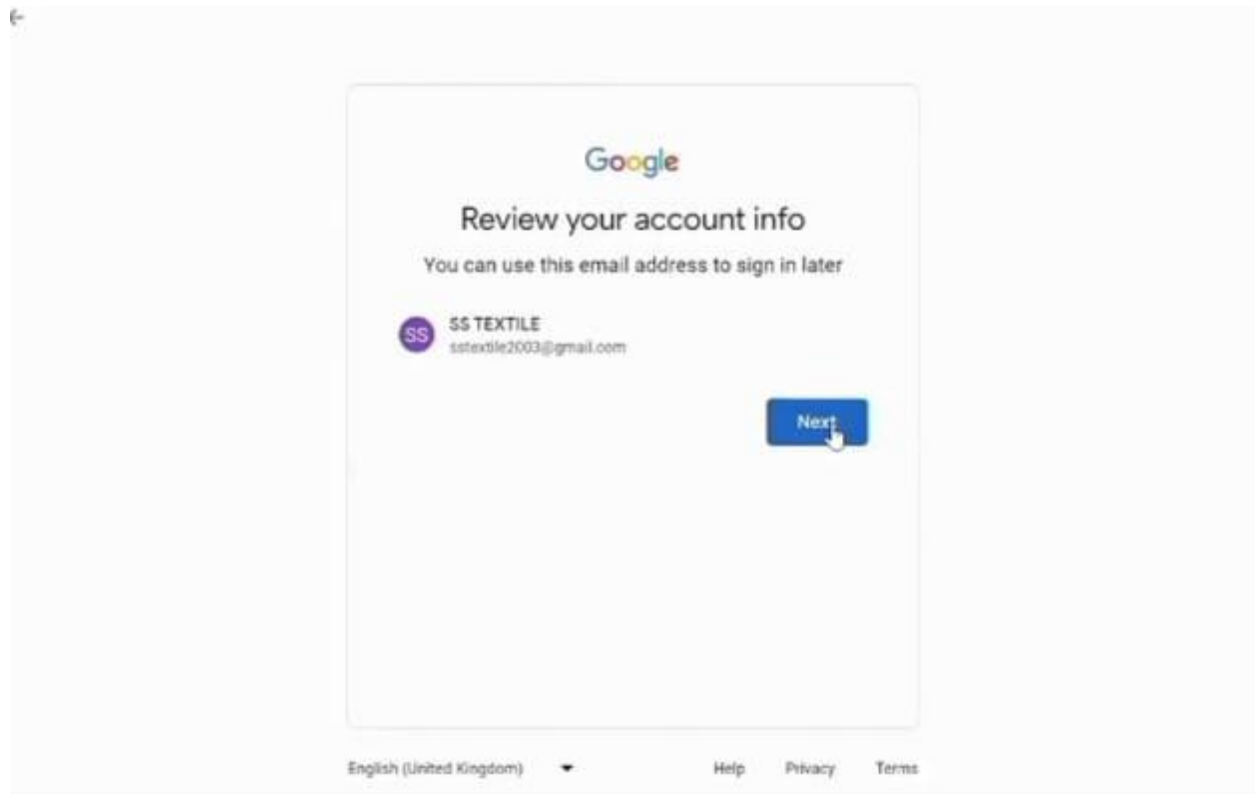 Google
Review your account info
You can use this email address to sign in later
SS
SS TEXTILE
sstextile2003@gmail.com
Next
English (United Kingdom)
Help Privacy Terms